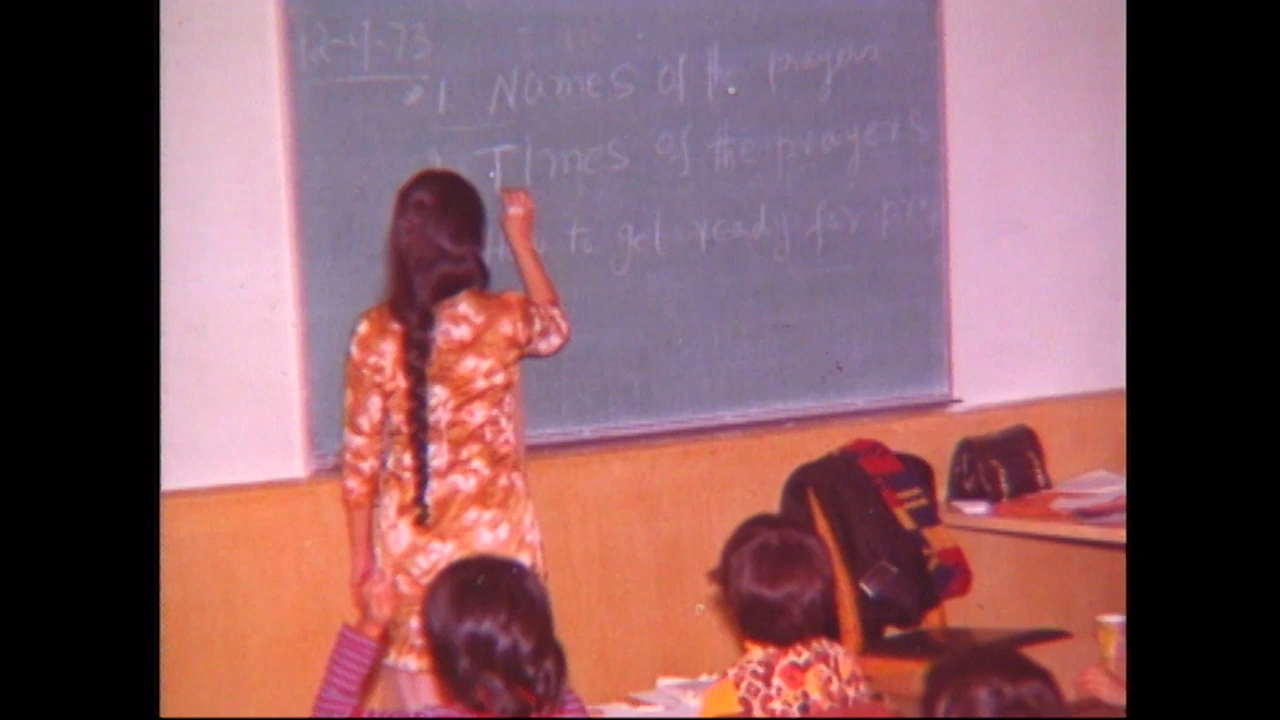 12-9-73
1. Names of the prayers
Times of the prayers
to get ready for